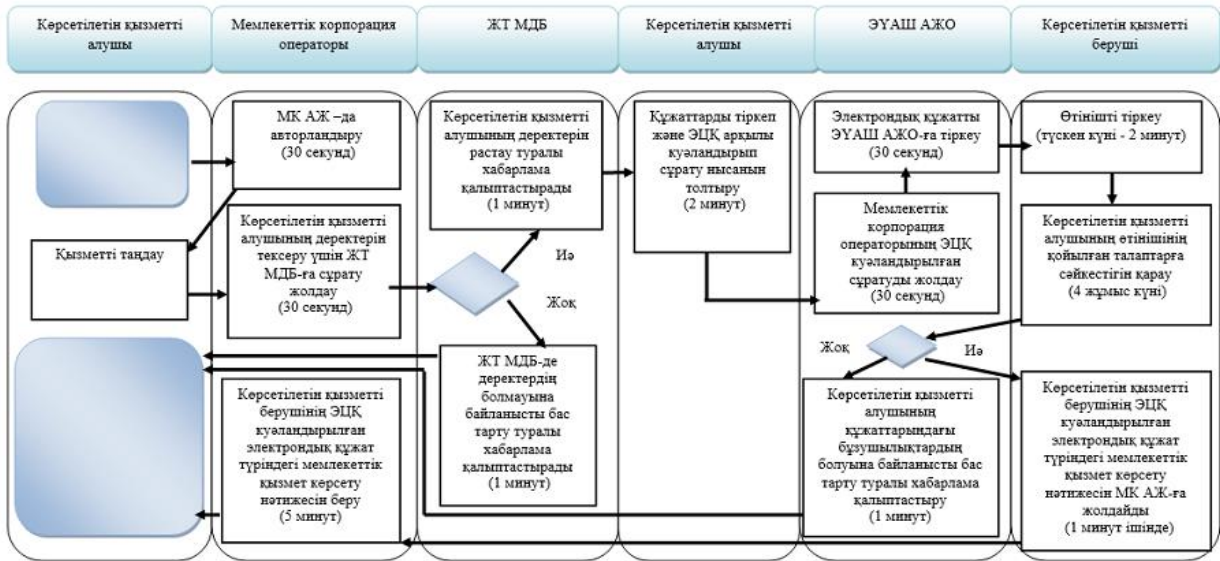 Көрсетілетін қызметті
алушы
Мемлекеттік корпорация
операторы
ЖТ МДБ
Көрсетілетін қызметті
алушы
ЭҮАШ АЖО
Көрсетілетін қызметті
беруші
МК АЖ –да
авторландыру
(30 секунд)
Қызметті таңдау
Көрсетілетін қызметті
алушының деректерін
тексеру үшін ЖТ
МДБ-ға сұрату
жолдау
(30 секунд)
Көрсетілетін қызметті
алушының деректерін
растау туралы
хабарлама
қалыптастырады
(1 минут)
Иә
Жоқ
ЖТ МДБ-де
деректердің
болмауына
байланысты бас
тарту туралы
хабарлама
қалыптастырады
(1 минут)
Құжаттарды тіркеп
және ЭЦҚ арқылы
куәландырып
сұрату нысанын
толтыру
(2 минут)
Электрондық құжатты
ЭҮАШ АЖО-ға тіркеу
(30 секунд)
Мемлекеттік
корпорация
операторының ЭЦҚ
куәландырылған
сұратуды жолдау
(30 секунд)
Өтінішті тіркеу
(түскен күні - 2 минут)
Көрсетілетін қызметті
алушының өтінішінің
қойылған талаптарға
сәйкестігін қарау
(4 жұмыс күні)
Жоқ
Иә
Көрсетілетін қызметті
алушының
құжаттарындағы
бұзушылықтардың
болуына байланысты бас
тарту туралы хабарлама
қалыптастыру
(1 минут)
Көрсетілетін қызметті
берушінің ЭЦҚ
куәландырылған
электрондық құжат
түріндегі мемлекеттік
қызмет көрсету
нәтижесін МК АЖ-ға
жолдайды
(1 минут ішінде)
Көрсетілетін қызметті
берушінің ЭЦҚ
куәландырылған
электрондық құжат
түріндегі мемлекеттік
қызмет көрсету
нәтижесін беру
(5 минут)